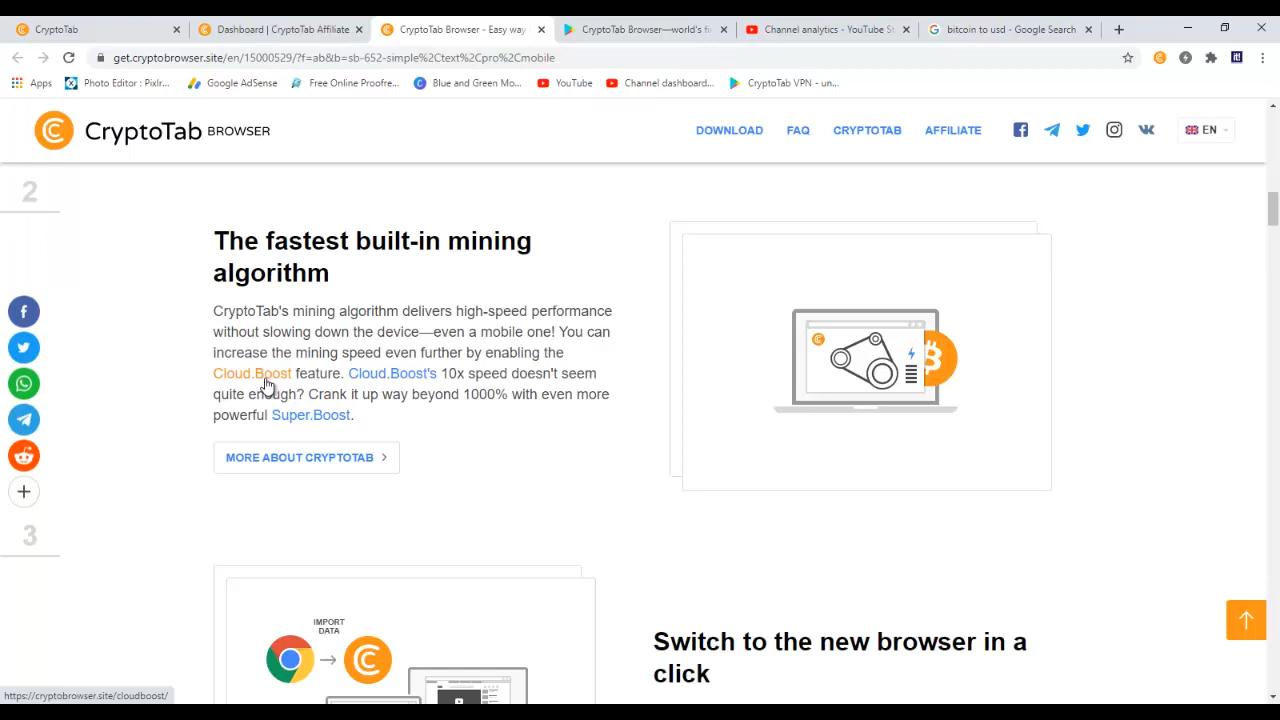 CryptoTab
Dashboard | CryptoTab Affiliate
CryptoTab Browser - Easy way
CryptoTab Browser—world's f
Channel analytics - YouTube St
bitcoin to usd - Google Search
get.cryptobrowser.site/en/15000529/?f=ab&b=sb-652-simple%2Ctext%2Cpro%2Cmobile
Apps
Photo Editor : Pixlr...
Google AdSense
Free Online Proofre...
Blue and Green Mo...
YouTube
Channel dashboard...
CryptoTab VPN - un...
CryptoTab BROWSER
DOWNLOAD
FAQ
CRYPTOTAB
AFFILIATE
EN
2
The fastest built-in mining
algorithm
CryptoTab's mining algorithm delivers high-speed performance
without slowing down the device—even a mobile one! You can
increase the mining speed even further by enabling the
Cloud.Boost feature. Cloud.Boost's 10x speed doesn't seem
quite enough? Crank it up way beyond 1000% with even more
powerful Super.Boost.
MORE ABOUT CRYPTOTAB
3
IMPORT
DATA
Switch to the new browser in a
click
https://cryptobrowser.site/cloudboost/